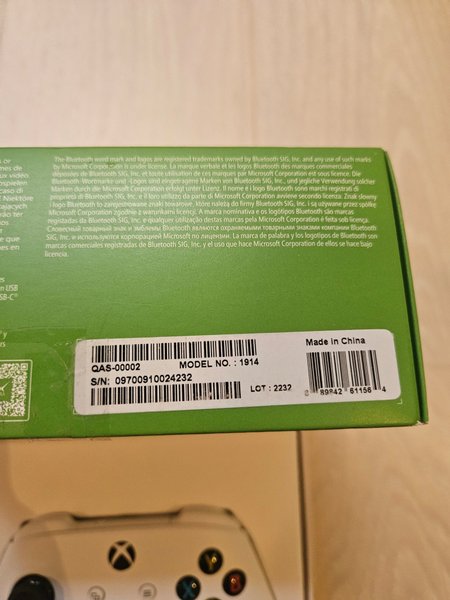 The Bluetooth word mark and logos are registered trademarks owned by Bluetooth SIG, Inc. and any use of such marks
by Microsoft Corporation is under license. La marque verbale et les logos Bluetooth sont des marques commerciales
déposées de Bluetooth SIG, Inc. et toute utilisation de ces marques par Microsoft Corporation est sous licence. Die
Bluetooth-Wortmarke und -Logos sind eingetragene Marken von Bluetooth SIG, Inc., und jegliche Verwendung solcher
Marken durch die Microsoft Corporation erfolgt unter Lizenz. Il nome e i logo Bluetooth sono marchi registrati di
proprietà di Bluetooth SIG, Inc. e il loro utilizzo da parte di Microsoft Corporation avviene secondo licenza. Znak słowny
i logo Bluetooth to zarejestrowane znaki towarowe, które należą do firmy Bluetooth SIG, Inc. i są używane przez spółkę
Microsoft Corporation zgodnie z warunkami licencji. A marca nominativa e os logótipos Bluetooth são marcas
registadas da Bluetooth SIG, Inc. e qualquer utilização destas marcas pela Microsoft Corporation é feita sob licença.
Словесный товарный знак и эмблемы Bluetooth являются охраняемыми товарными знаками компании Bluetooth
SIG, Inc. и используются корпорацией Microsoft по лицензии. La marca de palabra y los logotipos de Bluetooth son
marcas comerciales registradas de Bluetooth SIG, Inc. y el uso que hace Microsoft Corporation de ellos se hace bajo
licencia.
QAS-00002 MODEL NO. : 1914
S/N: 09700910024232
LOT : 2232
Made in China
0 89842 61156 4
Y
X
B